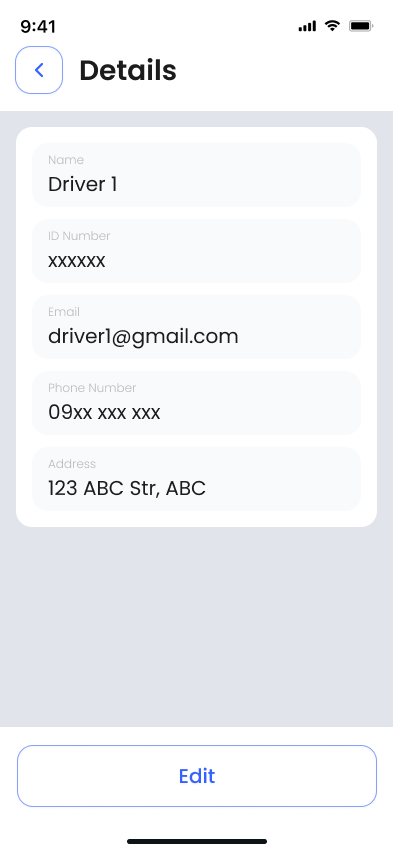 9:41
Details
Name
Driver 1
ID Number
xxxxxx
Email
driver1@gmail.com
Phone Number
09xx xxx xxx
Address
123 ABC Str, ABC
Edit